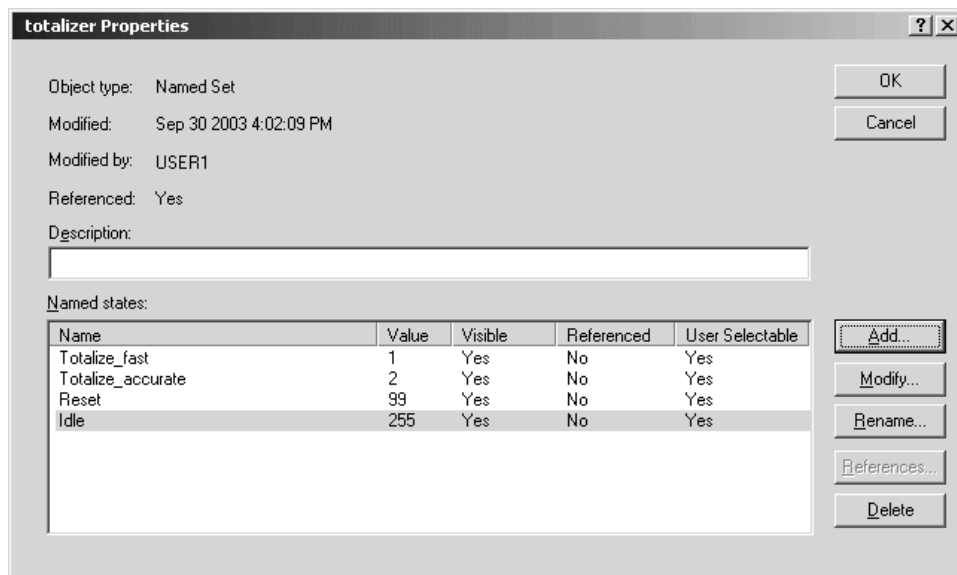 totalizer Properties
Object type: Named Set
OK
Modified: Sep 30 2003 4:02:09 PM
Cancel
Modified by: USER1
Referenced: Yes
Description:
Named states:
Name Value Visible Referenced User Selectable
Add...
Totalize_fast 1 Yes No Yes
Totalize_accurate 2 Yes No Yes
Modify...
Reset 99 Yes No Yes
Idle 255 Yes No Yes
Rename...
References...
Delete